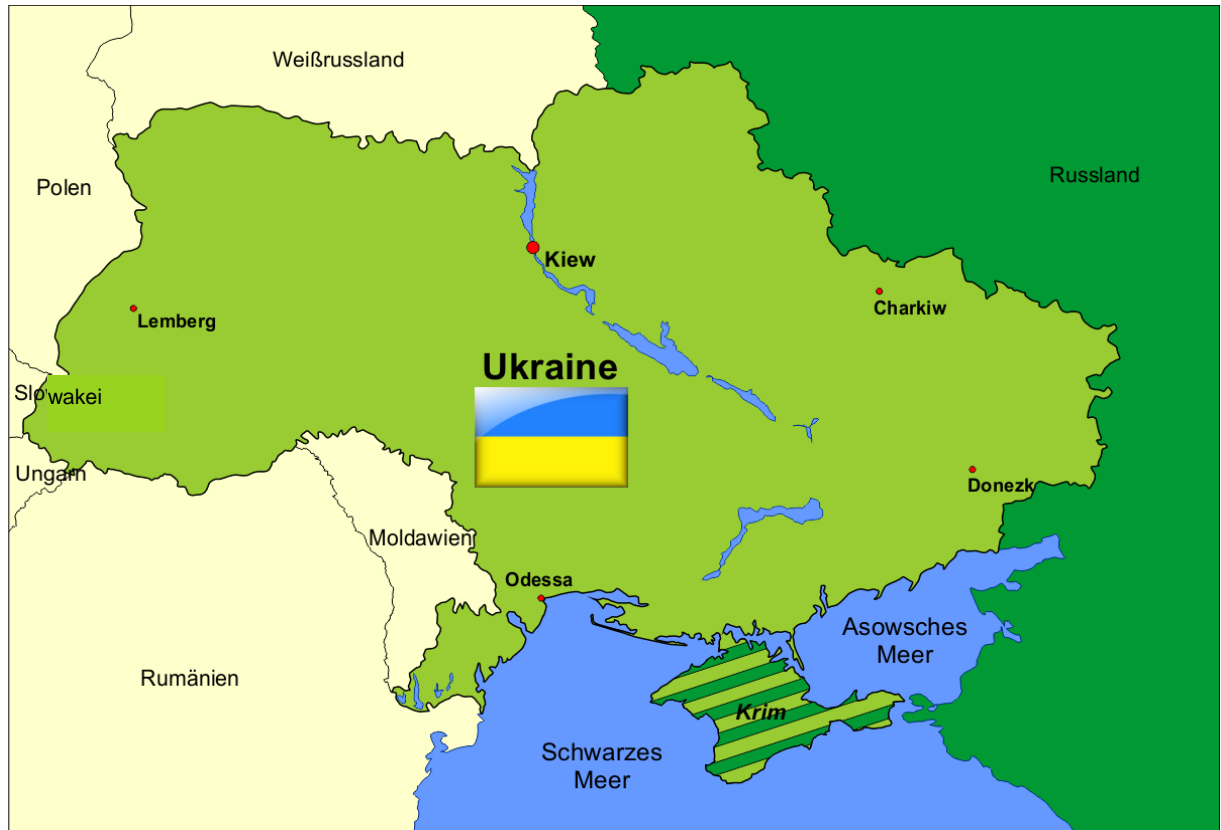 Weißrussland
Polen
Russland
Kiew
Charkiw
Lemberg
Ukraine
Slowakei
Ungarn
Donezk
Moldawien
Odessa
Asowsches
Meer
Rumänien
Krim
Schwarzes
Meer